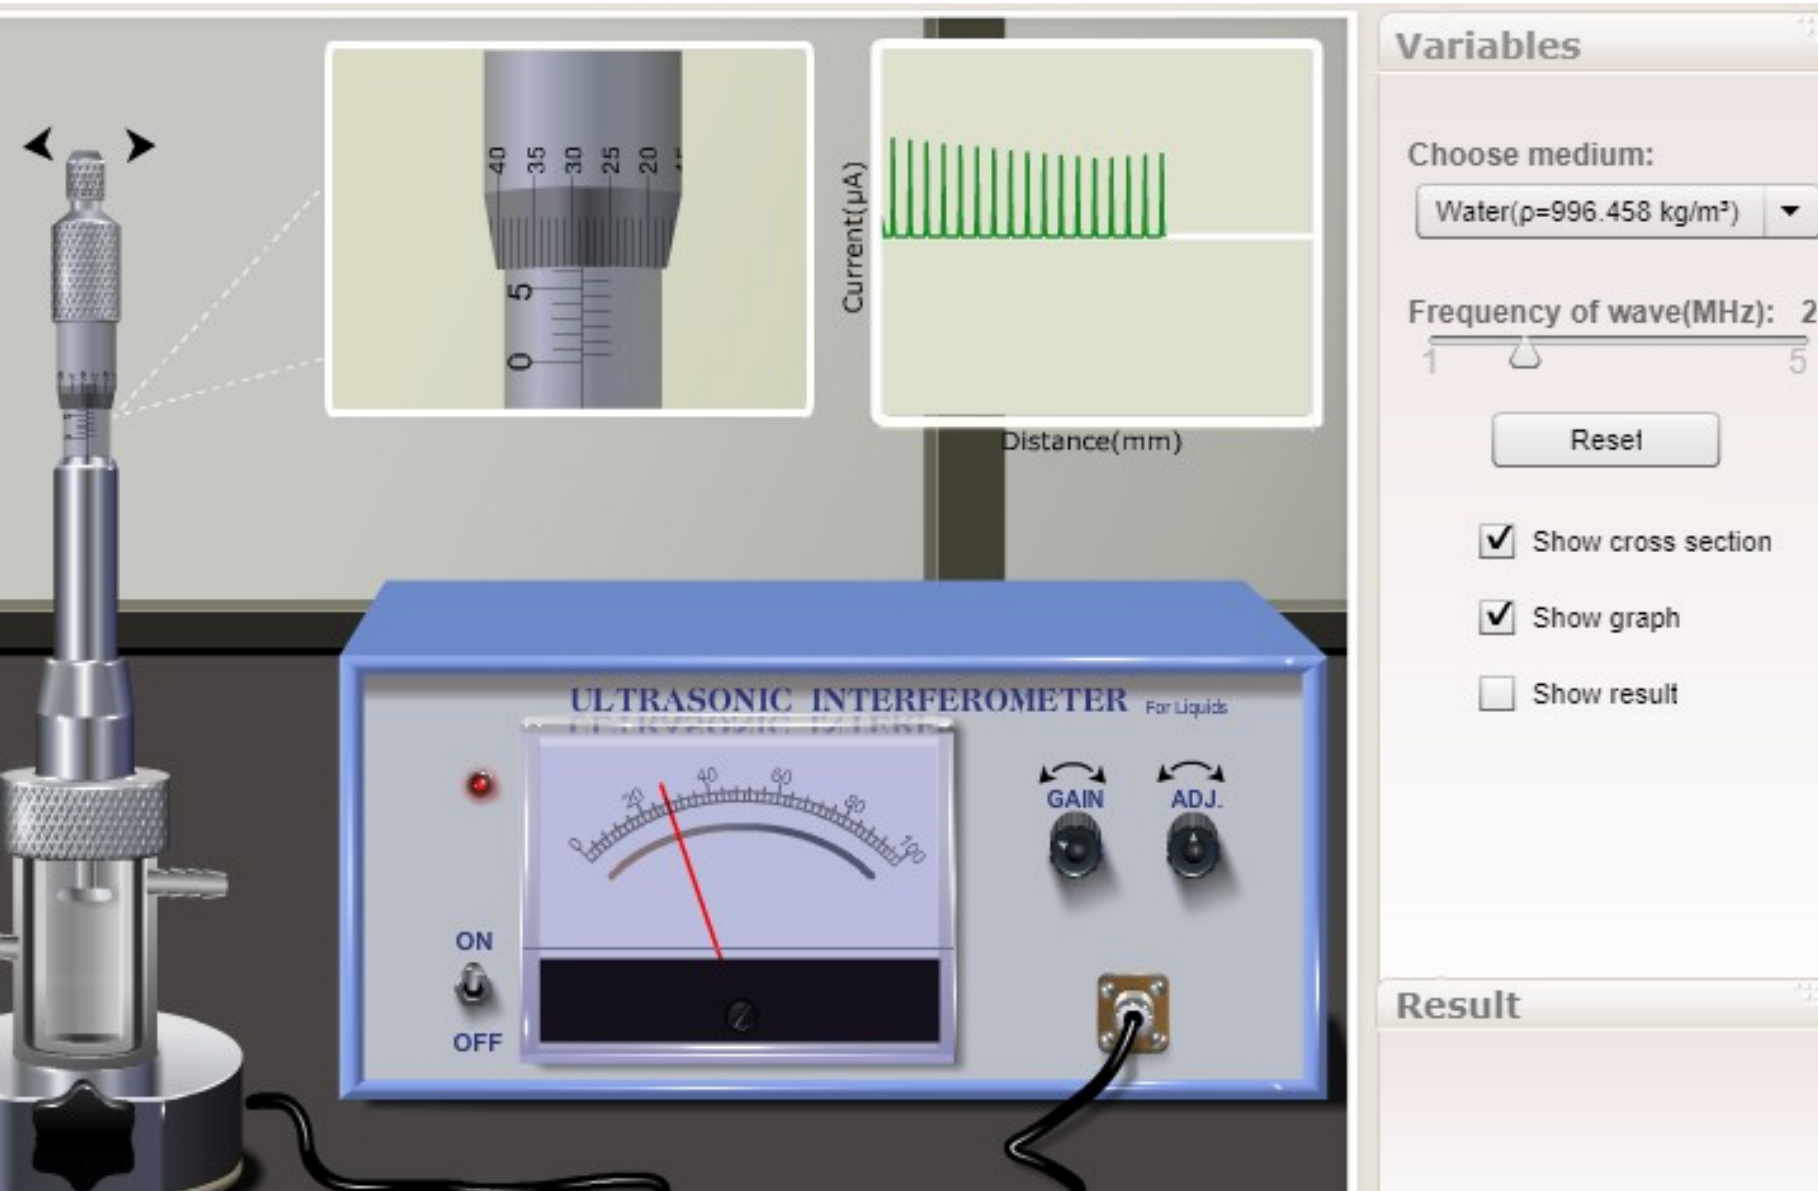 Variables
Choose medium:
Water(ρ=996.458 kg/m³)
Frequency of wave(MHz): 2
1
5
Reset
Show cross section
Show graph
Show result
Result
40 35 30 25 20
5
0
Current(μA)
Distance(mm)
ULTRASONIC INTERFEROMETER For Liquids
0 20 40 60 80 100
GAIN
ADJ.
ON
OFF